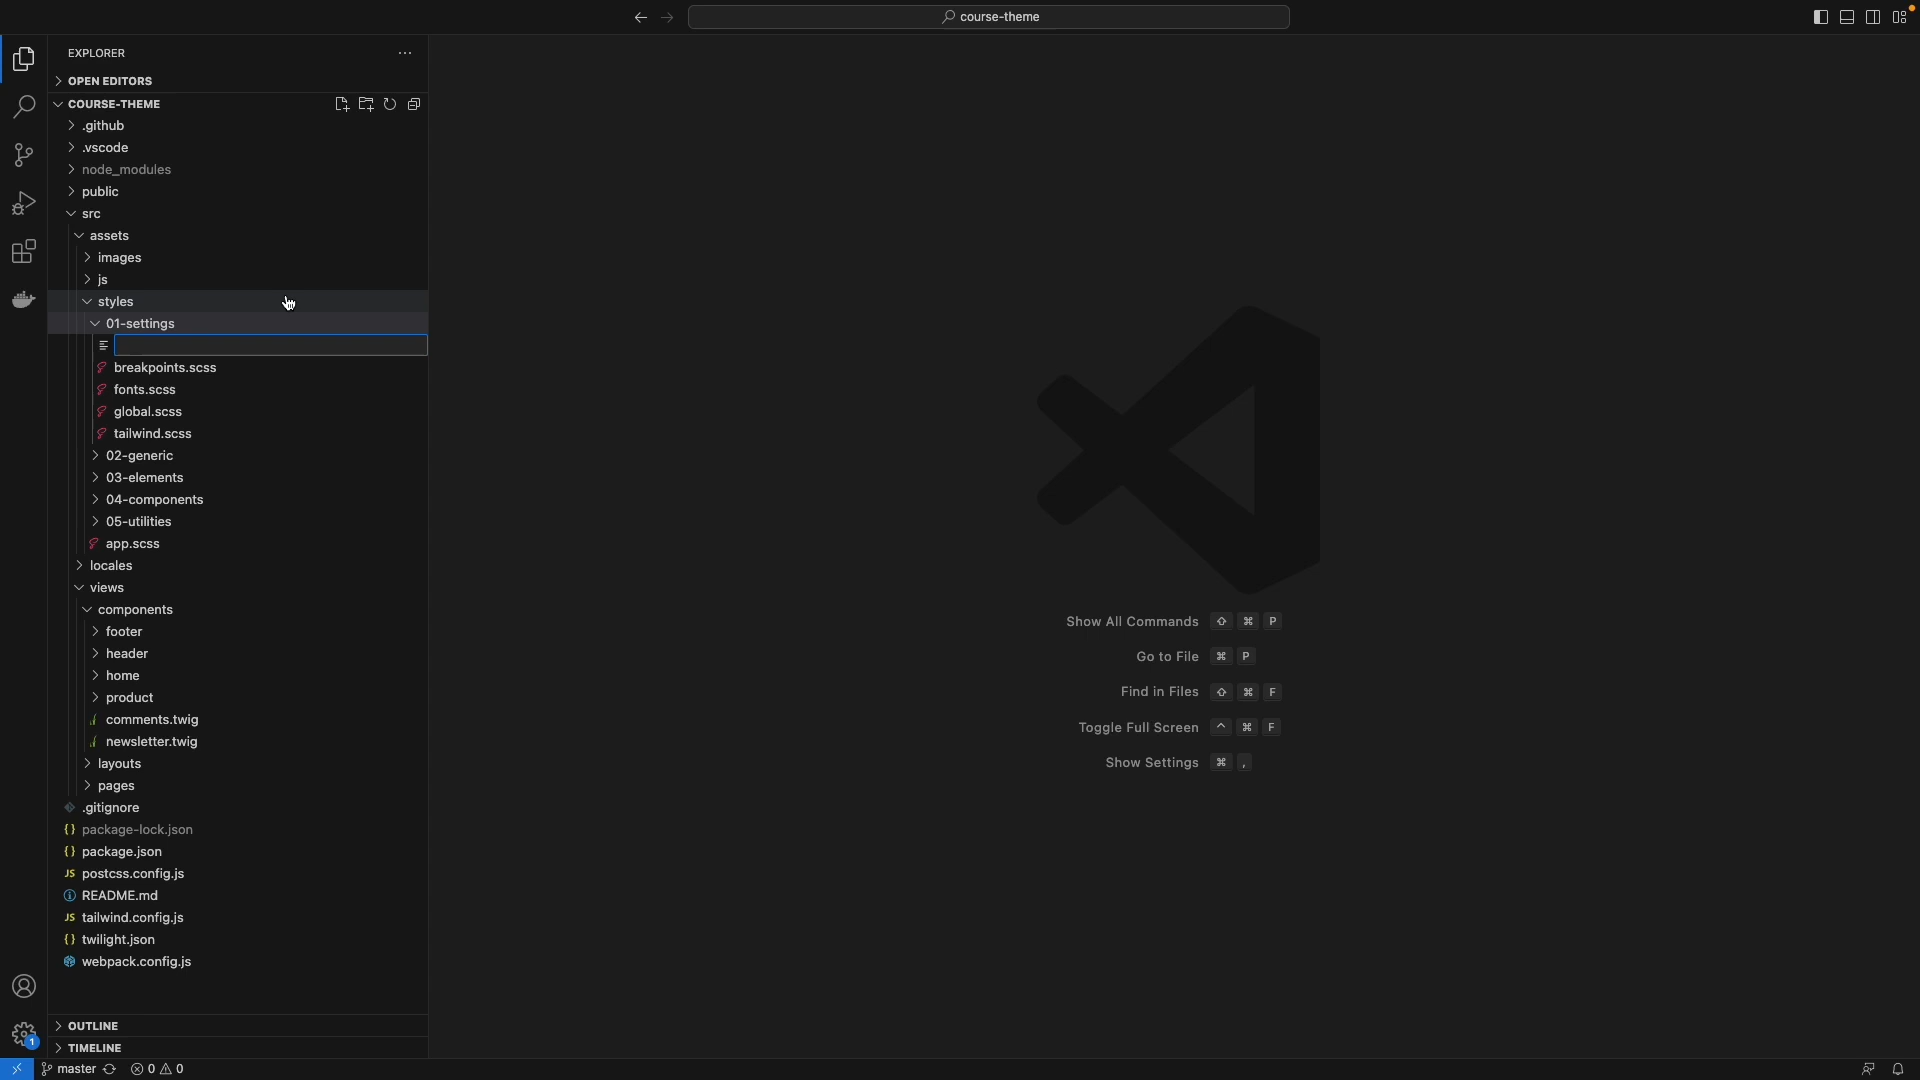 course-theme
EXPLORER
OPEN EDITORS
COURSE-THEME
.github
.vscode
node_modules
public
src
assets
images
js
styles
01-settings
breakpoints.scss
fonts.scss
global.scss
tailwind.scss
02-generic
03-elements
04-components
05-utilities
app.scss
locales
views
components
footer
header
home
product
comments.twig
newsletter.twig
layouts
pages
.gitignore
{} package-lock.json
{} package.json
JS postcss.config.js
README.md
JS tailwind.config.js
{} twilight.json
webpack.config.js
OUTLINE
TIMELINE
1
master 0 0
Show All Commands ⇧ ⌘ P
Go to File ⌘ P
Find in Files ⇧ ⌘ F
Toggle Full Screen ^ ⌘ F
Show Settings ⌘ ,